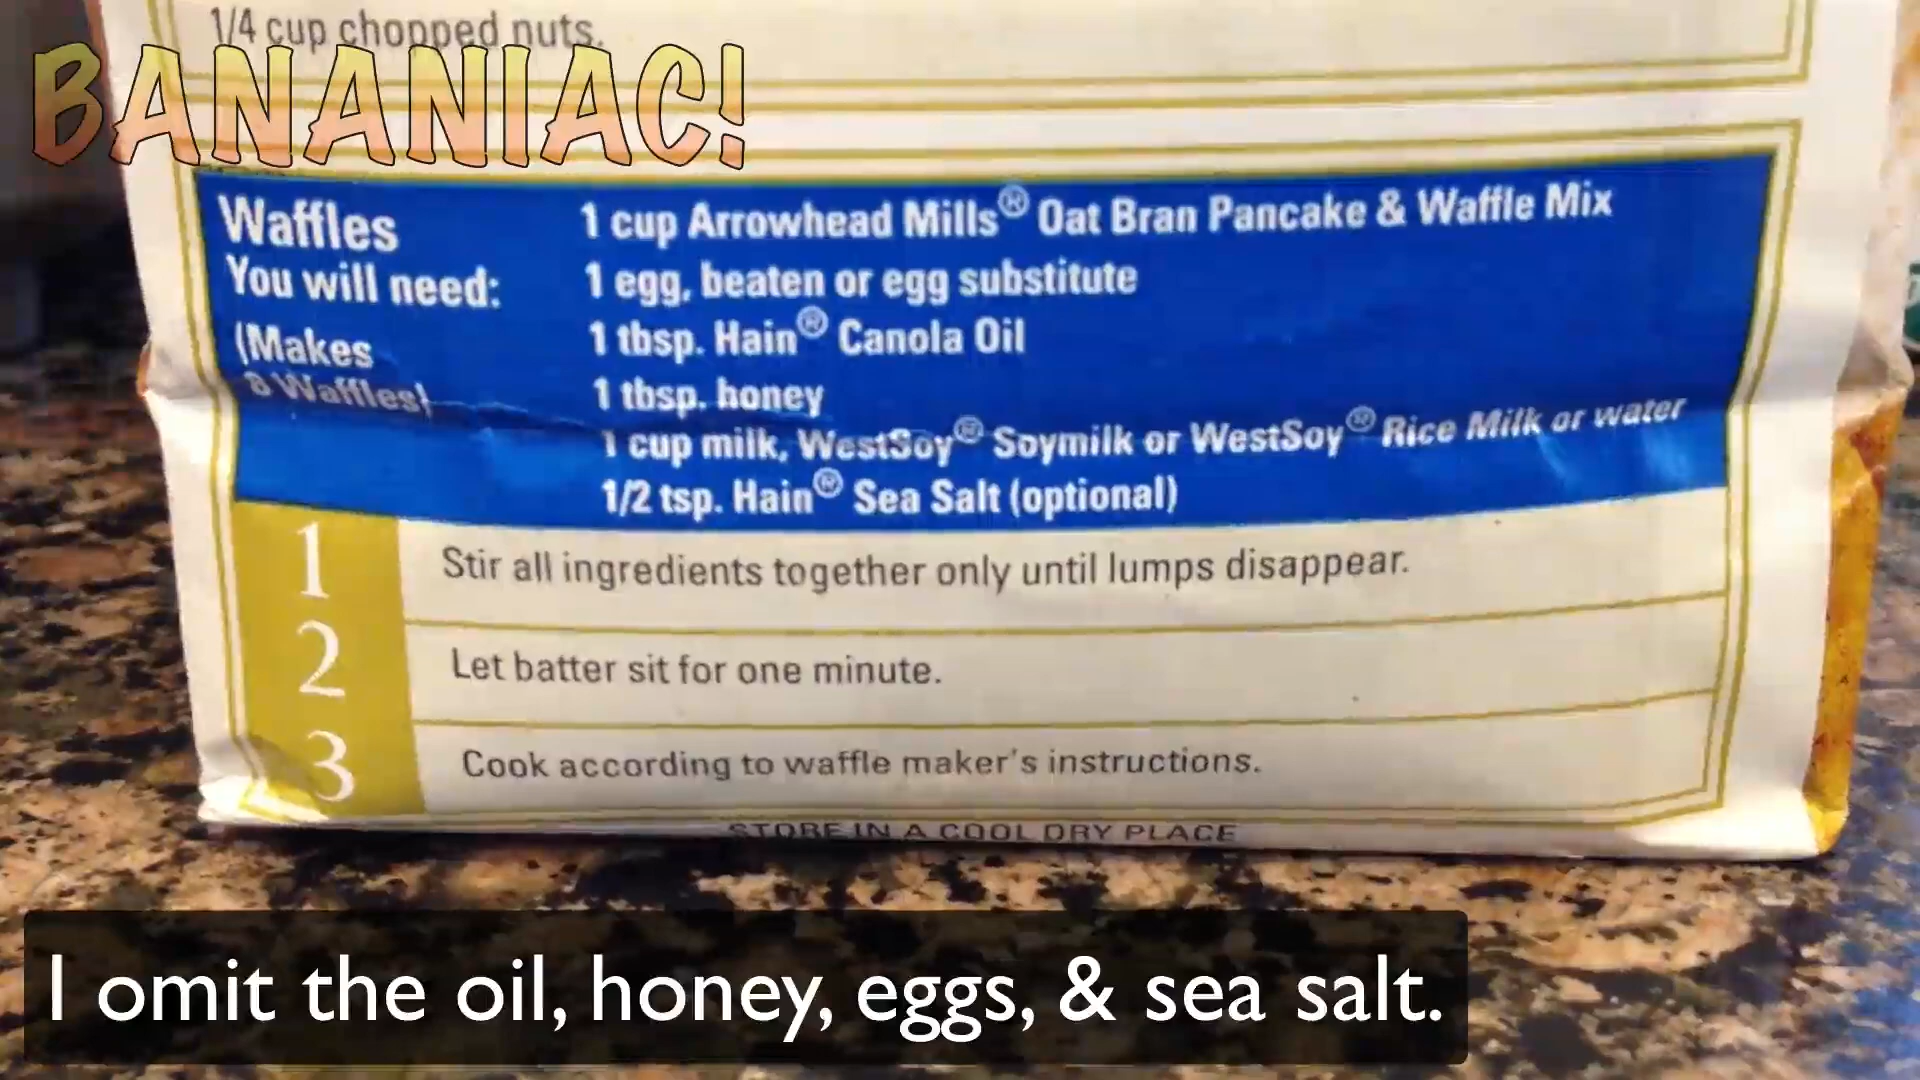 1/4 cup chopped nuts.
BANANIAC!
Waffles
You will need:
(Makes
8 Waffles)
1 cup Arrowhead Mills® Oat Bran Pancake & Waffle Mix
1 egg, beaten or egg substitute
1 tbsp. Hain® Canola Oil
1 tbsp. honey
1 cup milk, WestSoy® Soymilk or WestSoy® Rice Milk or water
1/2 tsp. Hain® Sea Salt (optional)
1 Stir all ingredients together only until lumps disappear.
2 Let batter sit for one minute.
3 Cook according to waffle maker's instructions.
STORE IN A COOL DRY PLACE
I omit the oil, honey, eggs, & sea salt.